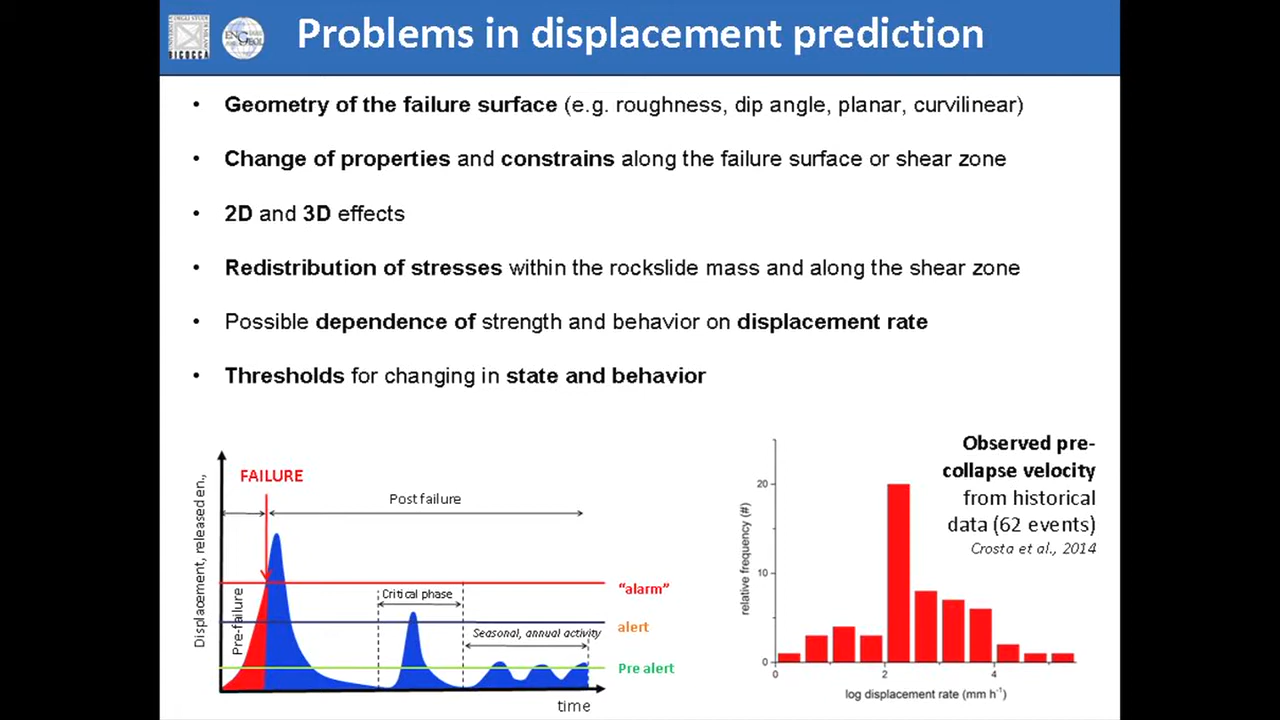 Problems in displacement prediction
• Geometry of the failure surface (e.g. roughness, dip angle, planar, curvilinear)
• Change of properties and constrains along the failure surface or shear zone
• 2D and 3D effects
• Redistribution of stresses within the rockslide mass and along the shear zone
• Possible dependence of strength and behavior on displacement rate
• Thresholds for changing in state and behavior
Displacement, released en.,
FAILURE
Post failure
Pre-failure
Critical phase
Seasonal, annual activity
"alarm"
alert
Pre alert
time
Observed pre-
collapse velocity
from historical
data (62 events)
Crosta et al., 2014
relative frequency (#)
20
10
0
0
2
4
log displacement rate (mm h⁻¹)
BICOCCA